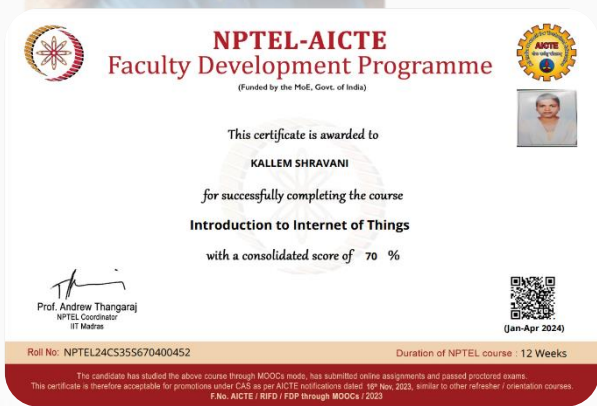 NPTEL-AICTE
Faculty Development Programme
(Funded by the MoE, Govt. of India)
AICTE
This certificate is awarded to
KALLEM SHRAVANI
for successfully completing the course
Introduction to Internet of Things
with a consolidated score of 70 %
Prof. Andrew Thangaraj
NPTEL Coordinator
IIT Madras
(Jan-Apr 2024)
Roll No: NPTEL24CS35S670400452
Duration of NPTEL course : 12 Weeks
The candidate has studied the above course through MOOCs mode, has submitted online assignments and passed proctored exams.
This certificate is therefore acceptable for promotions under CAS as per AICTE notifications dated 16th Nov, 2023, similar to other refresher / orientation courses.
F.No. AICTE / RIFD / FDP through MOOCs / 2023